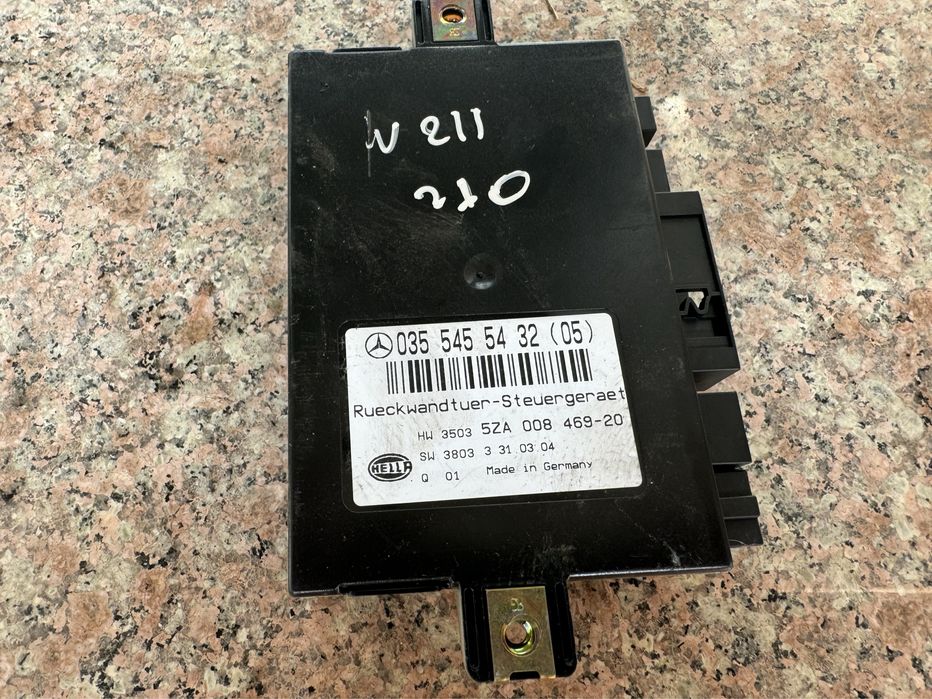 W 211
270
035 545 54 32 (05)
Rueckwandtuer-Steuergeraet
HW 3503 5ZA 008 469-20
SW 3803 3 31.03.04
HELLA
Q 01 Made in Germany